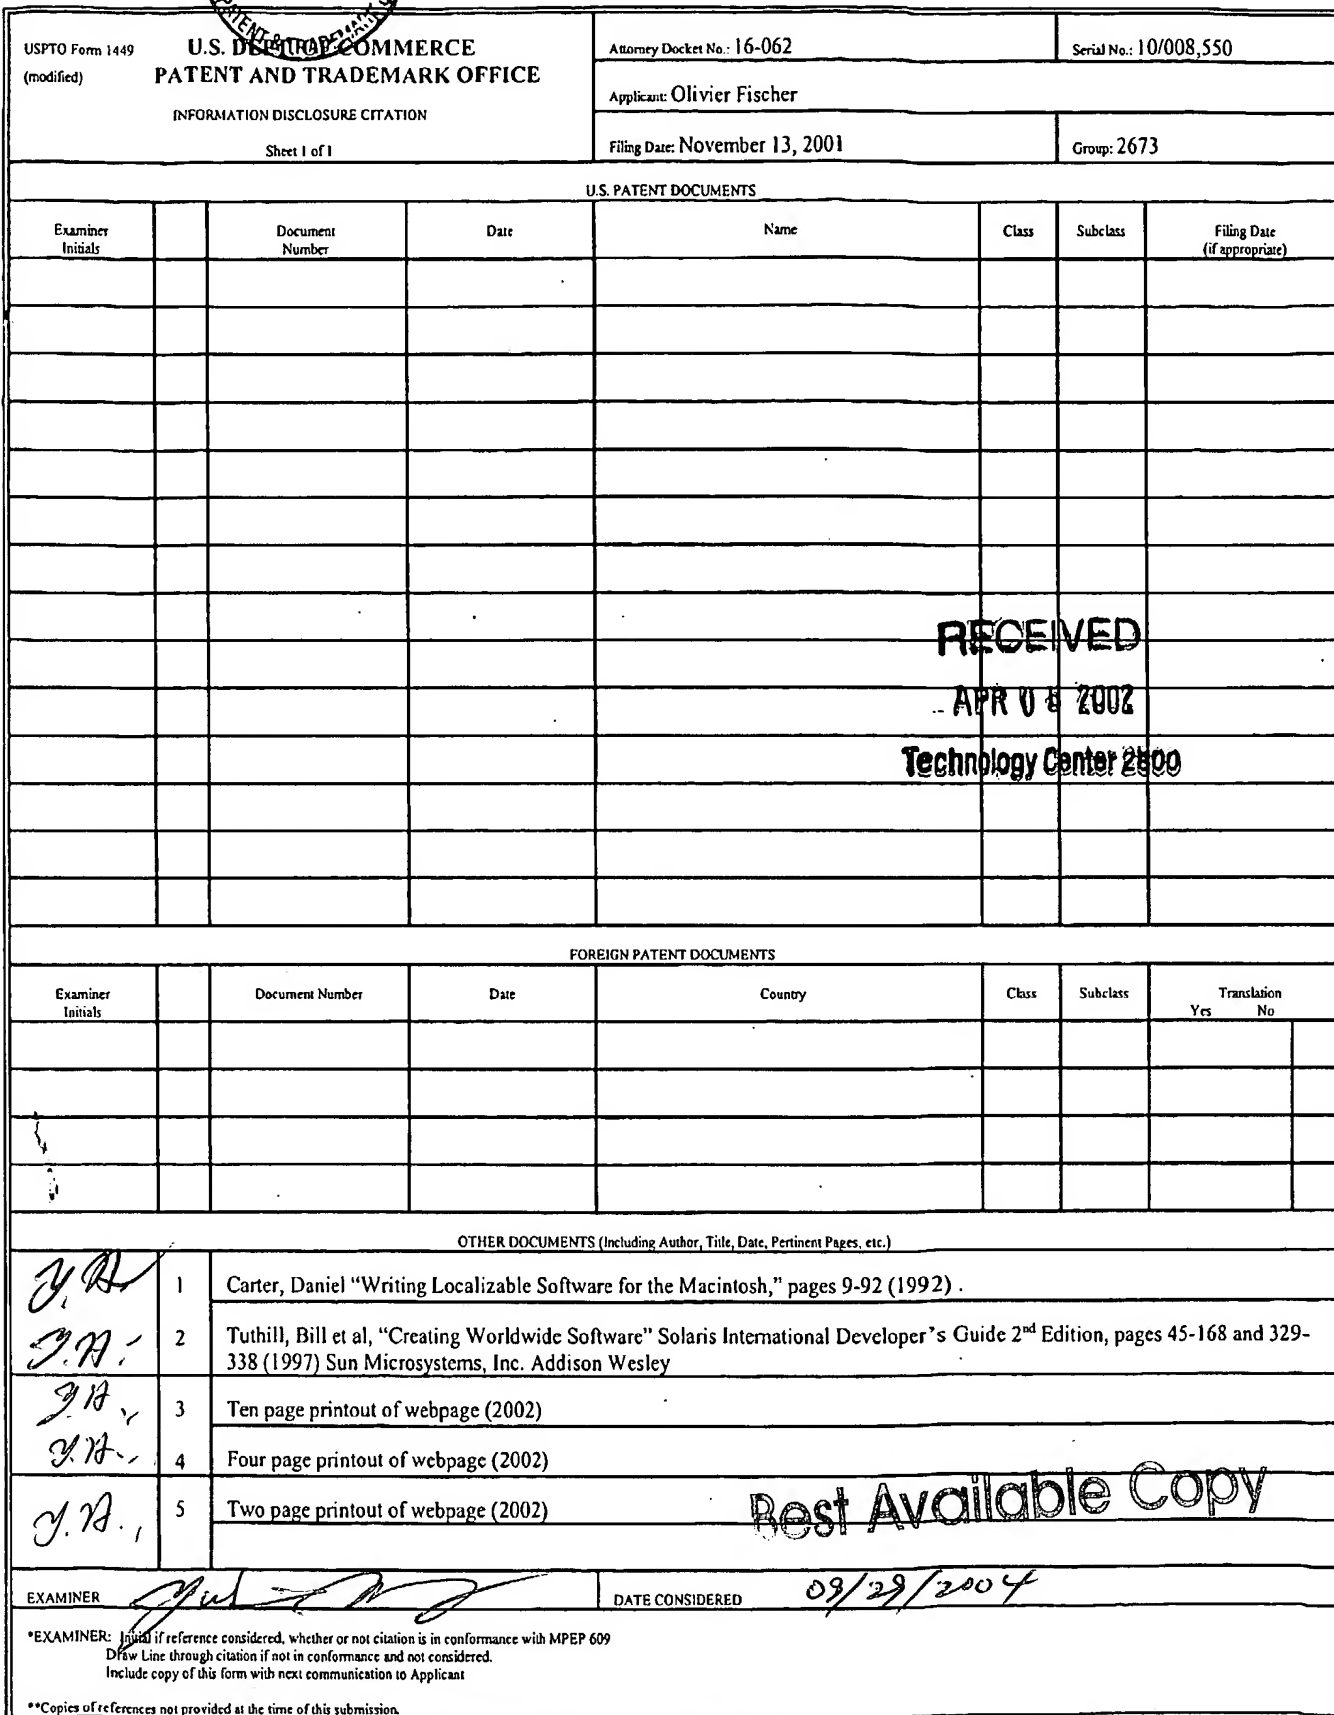 PATENT & TRADEMARK
USPTO Form 1449
(modified)
U.S. DEPT. OF COMMERCE
PATENT AND TRADEMARK OFFICE
INFORMATION DISCLOSURE CITATION
Sheet 1 of 1
Attorney Docket No.: 16-062
Serial No.: 10/008,550
Applicant: Olivier Fischer
Filing Date: November 13, 2001
Group: 2673
U.S. PATENT DOCUMENTS
Examiner Initials
Document Number
Date
Name
Class
Subclass
Filing Date (if appropriate)
RECEIVED
APR 0 2002
Technology Center
FOREIGN PATENT DOCUMENTS
Examiner Initials
Document Number
Date
Country
Class
Subclass
Translation
Yes No
OTHER DOCUMENTS (Including Author, Title, Date, Pertinent Pages, etc.)
1 Carter, Daniel “Writing Localizable Software for the Macintosh,” pages 9-92 (1992) .
2 Tuthill, Bill et al, “Creating Worldwide Software” Solaris International Developer’s Guide 2nd Edition, pages 45-168 and 329-
338 (1997) Sun Microsystems, Inc. Addison Wesley
3 Ten page printout of webpage (2002)
4 Four page printout of webpage (2002)
5 Two page printout of webpage (2002)
Best Available Copy
EXAMINER
DATE CONSIDERED 09/29/2004
*EXAMINER: Initial if reference considered, whether or not citation is in conformance with MPEP 609
Draw Line through citation if not in conformance and not considered.
Include copy of this form with next communication to Applicant
**Copies of references not provided at the time of this submission.